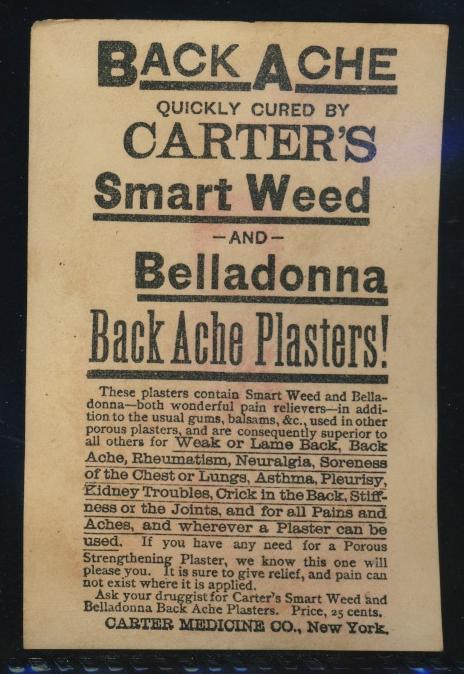 BACK ACHE
QUICKLY CURED BY
CARTER'S
Smart Weed
—AND—
Belladonna
Back Ache Plasters!
These plasters contain Smart Weed and Bella-
donna—both wonderful pain relievers—in addi-
tion to the usual gums, balsams, &c., used in other
porous plasters, and are consequently superior to
all others for Weak or Lame Back, Back
Ache, Rheumatism, Neuralgia, Soreness
of the Chest or Lungs, Asthma, Pleurisy,
Kidney Troubles, Crick in the Back, Stiff-
ness or the Joints, and for all Pains and
Aches, and wherever a Plaster can be
used. If you have any need for a Porous
Strengthening Plaster, we know this one will
please you. It is sure to give relief, and pain can
not exist where it is applied.
Ask your druggist for Carter's Smart Weed and
Belladonna Back Ache Plasters. Price, 25 cents.
CARTER MEDICINE CO., New York.